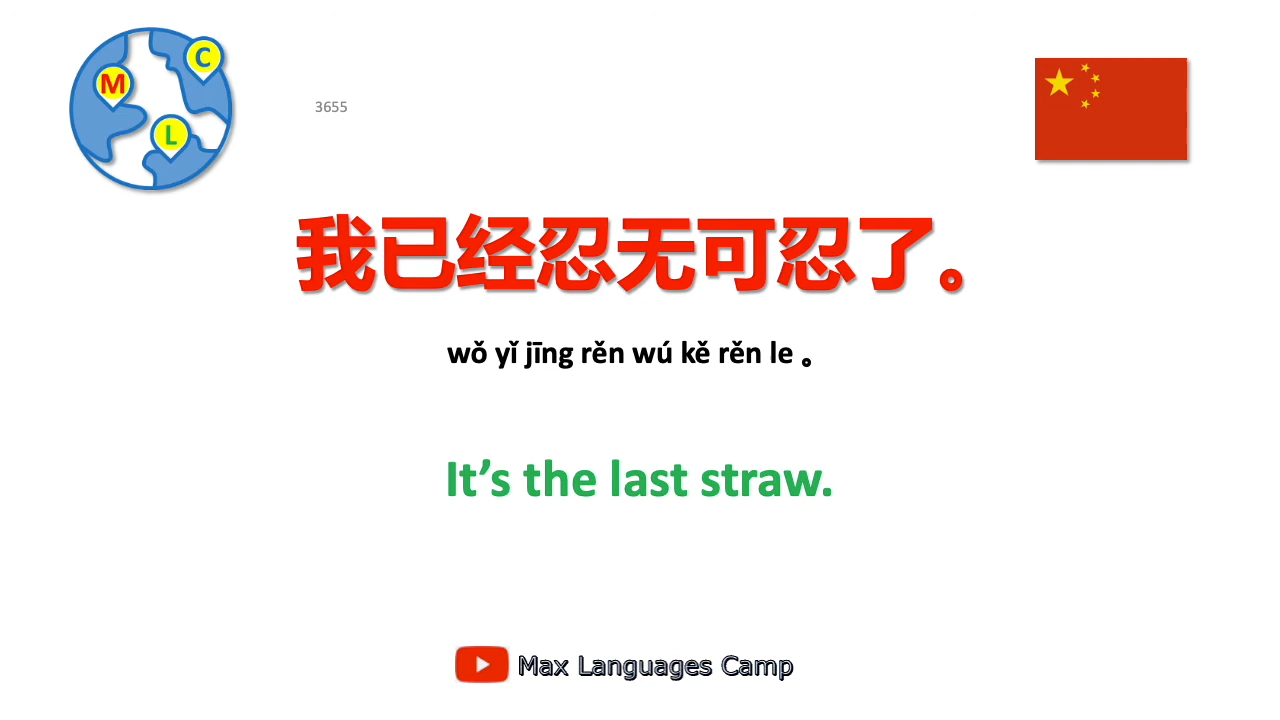 M
C
L
3655
我已经忍无可忍了。
wǒ yǐ jīng rěn wú kě rěn le 。
It’s the last straw.
Max Languages Camp